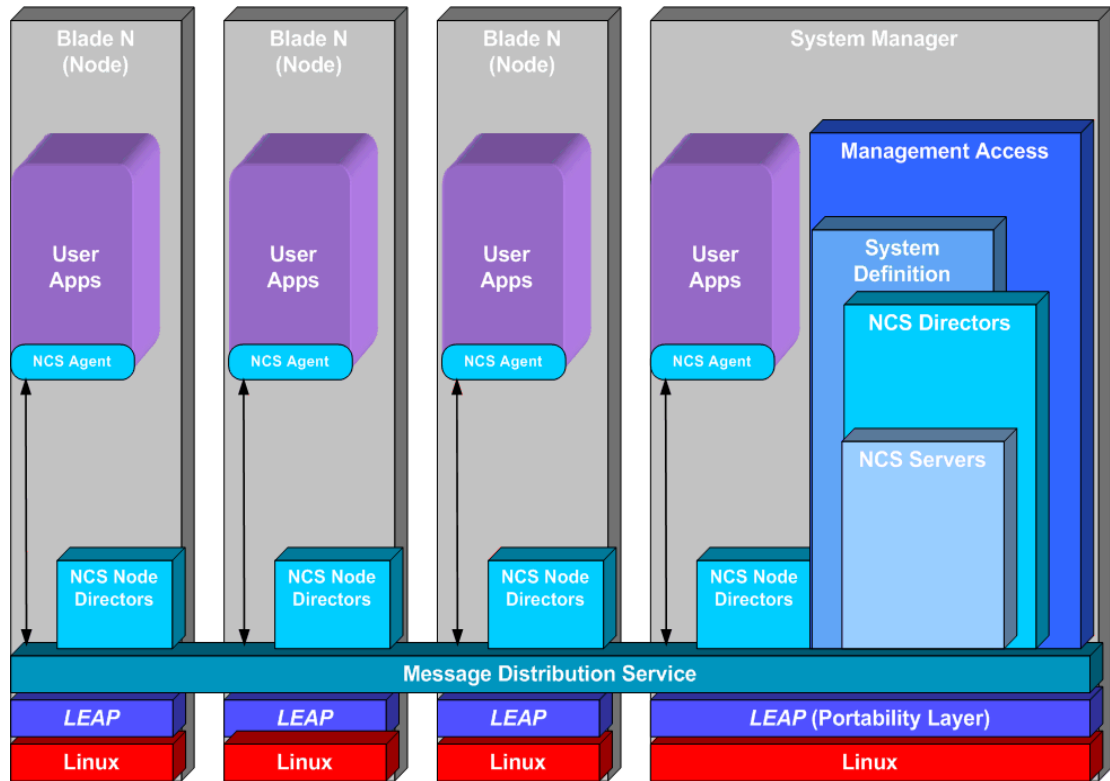 Blade N
(Node)
Blade N
(Node)
Blade N
(Node)
System Manager
Management Access
User
Apps
User
Apps
User
Apps
User
Apps
System
Definition
NCS Directors
NCS Agent
NCS Agent
NCS Agent
NCS Agent
NCS Servers
NCS Node
Directors
NCS Node
Directors
NCS Node
Directors
NCS Node
Directors
Message Distribution Service
LEAP
LEAP
LEAP
LEAP (Portability Layer)
Linux
Linux
Linux
Linux